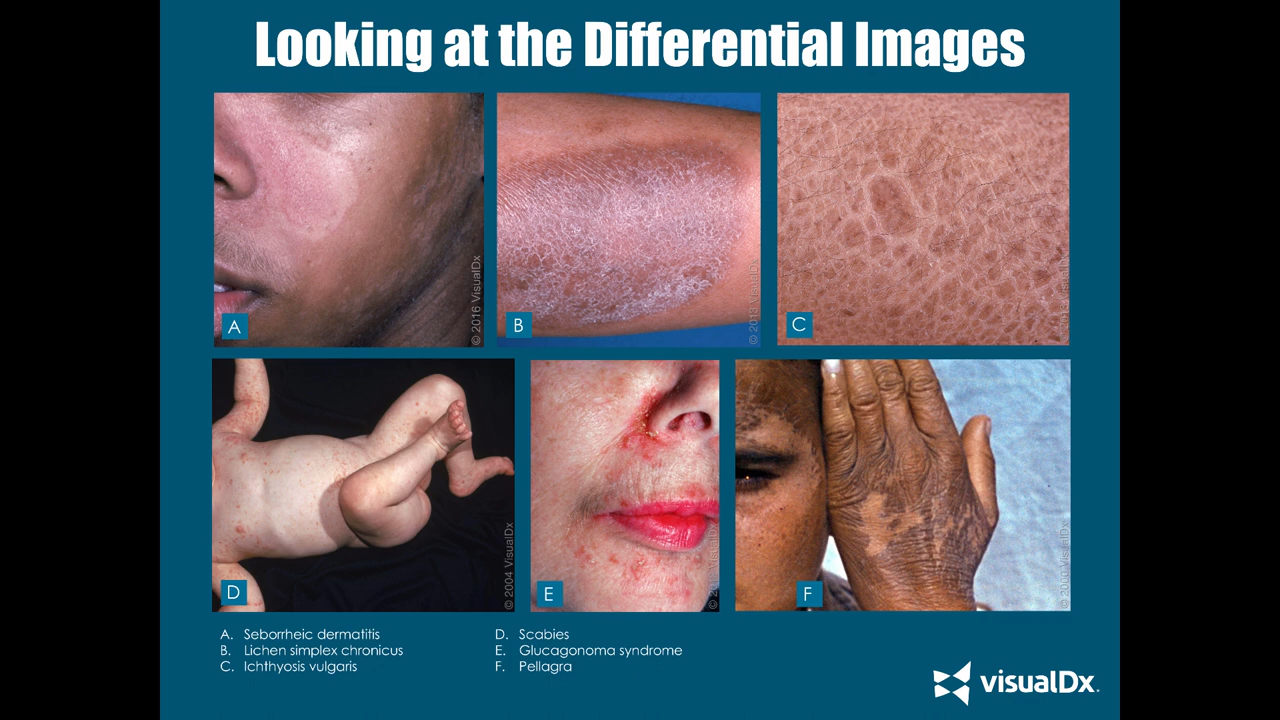 Looking at the Differential Images
© 2016 VisualDx
A
© 2013 VisualDx
B
C
© 2004 VisualDx
D
E
F
A. Seborrheic dermatitis
B. Lichen simplex chronicus
C. Ichthyosis vulgaris
D. Scabies
E. Glucagonoma syndrome
F. Pellagra
visualDx.